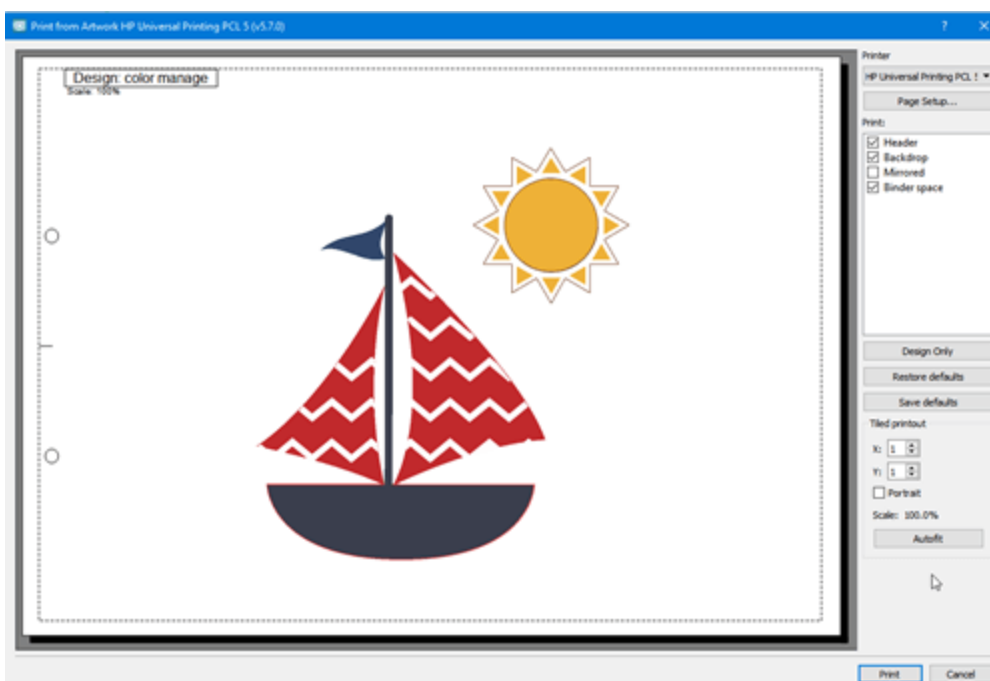 Print from Artwork HP Universal Printing PCL 5 (v5.7.0)
?
Design: color manage
Scale: 100%
Printer
HP Universal Printing PCL
Page Setup...
Print:
Header
Backdrop
Mirrored
Binder space
Design Only
Restore defaults
Save defaults
Tiled printout
X: 1
Y: 1
Portrait
Scale: 100.0%
Autofit
Print
Cancel